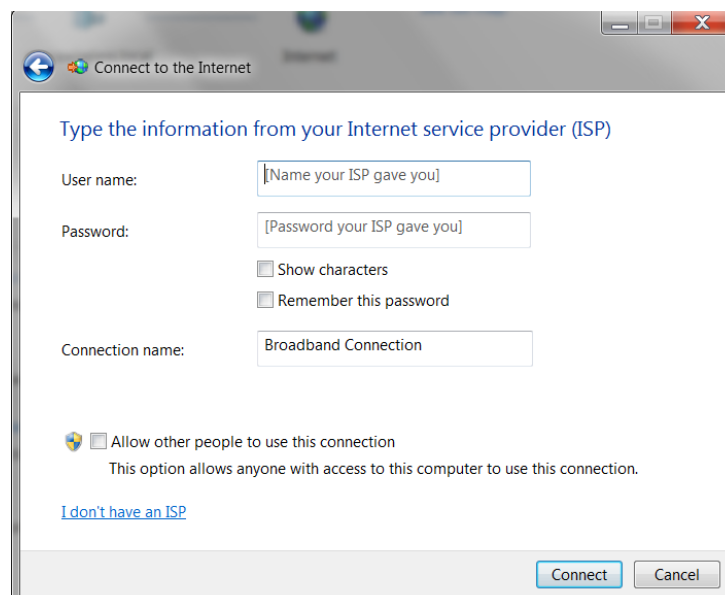 Connect to the Internet
Type the information from your Internet service provider (ISP)
User name:
[Name your ISP gave you]
Password:
[Password your ISP gave you]
Show characters
Remember this password
Connection name:
Broadband Connection
Allow other people to use this connection
This option allows anyone with access to this computer to use this connection.
I don't have an ISP
Connect
Cancel